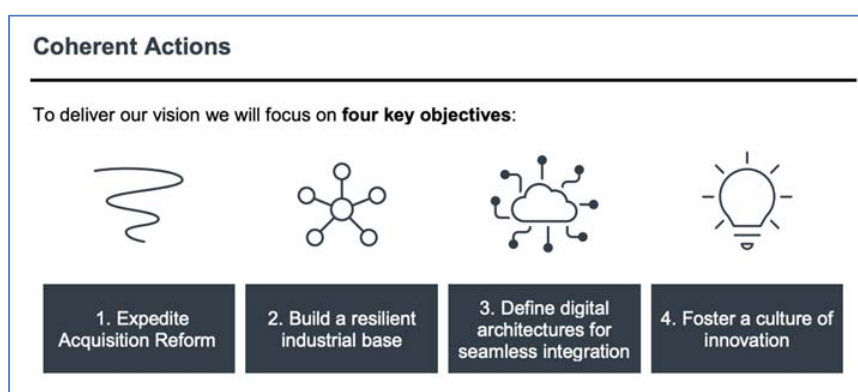 Coherent Actions
To deliver our vision we will focus on four key objectives:
1. Expedite
Acquisition Reform
2. Build a resilient
industrial base
3. Define digital
architectures for
seamless integration
4. Foster a culture of
innovation